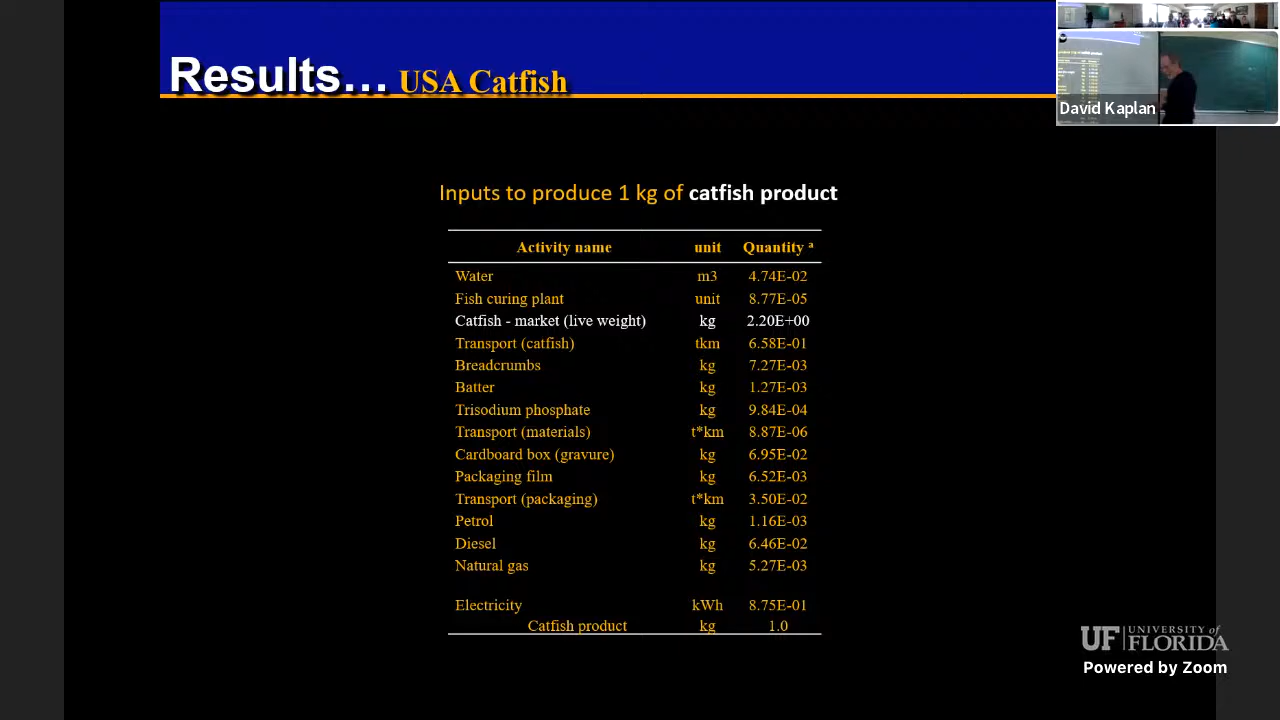 Results… USA Catfish
David Kaplan
Inputs to produce 1 kg of catfish product
Activity name unit Quantity ᵃ
Water m3 4.74E-02
Fish curing plant unit 8.77E-05
Catfish - market (live weight) kg 2.20E+00
Transport (catfish) tkm 6.58E-01
Breadcrumbs kg 7.27E-03
Batter kg 1.27E-03
Trisodium phosphate kg 9.84E-04
Transport (materials) t*km 8.87E-06
Cardboard box (gravure) kg 6.95E-02
Packaging film kg 6.52E-03
Transport (packaging) t*km 3.50E-02
Petrol kg 1.16E-03
Diesel kg 6.46E-02
Natural gas kg 5.27E-03
Electricity kWh 8.75E-01
Catfish product kg 1.0
UF UNIVERSITY of
FLORIDA
Powered by Zoom